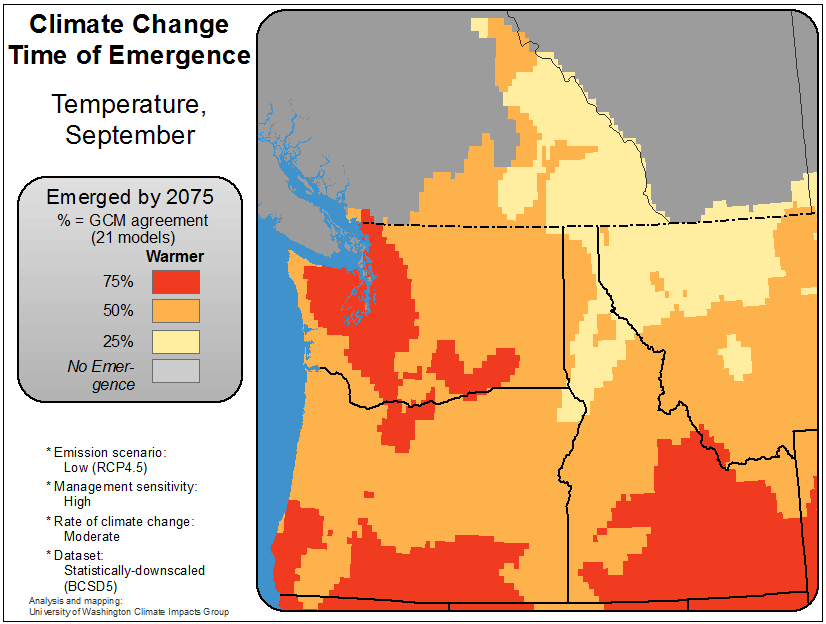 Climate Change
Time of Emergence
Temperature,
September
Emerged by 2075
% = GCM agreement
(21 models)
Warmer
75%
50%
25%
No Emer-
gence
* Emission scenario:
Low (RCP4.5)
* Management sensitivity:
High
* Rate of climate change:
Moderate
* Dataset:
Statistically-downscaled
(BCSD5)
Analysis and mapping:
University of Washington Climate Impacts Group